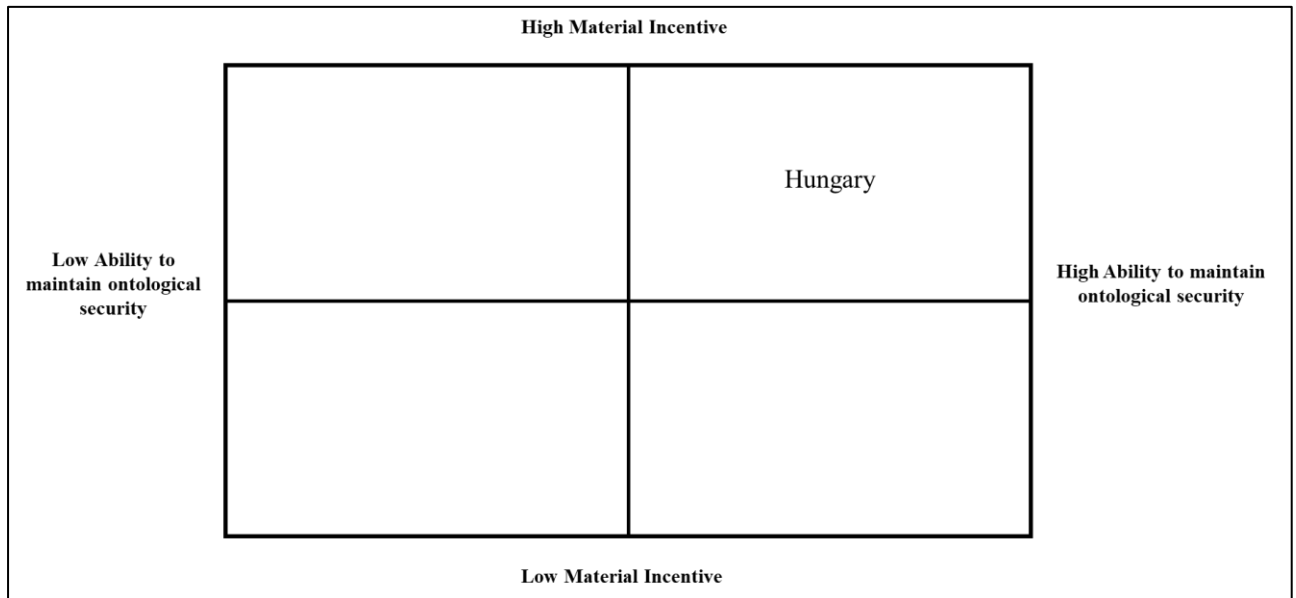 High Material Incentive
Hungary
Low Ability to
maintain ontological
security
High Ability to maintain
ontological security
Low Material Incentive